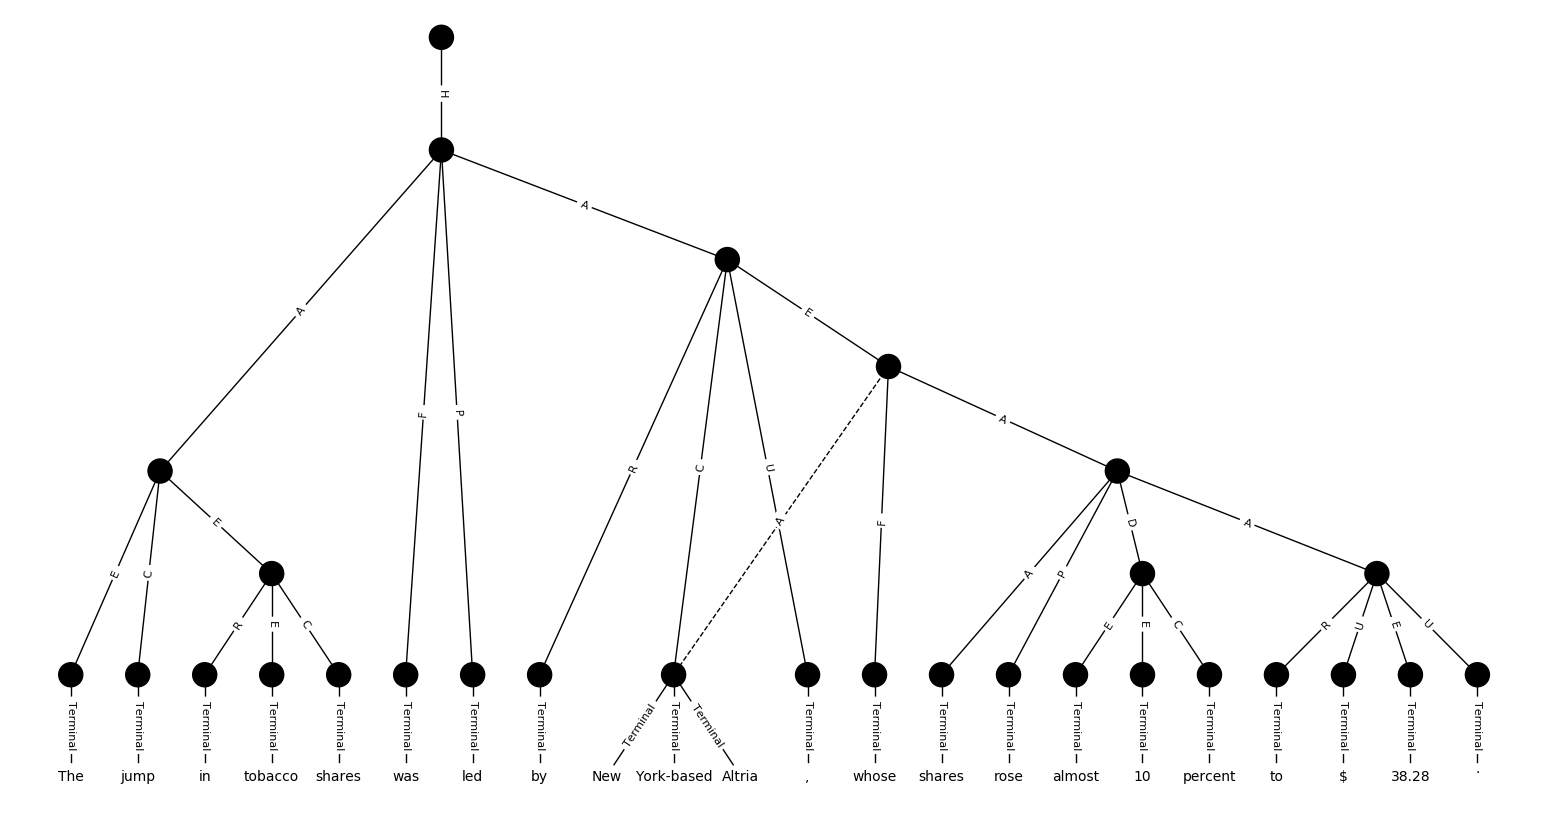 H
A
A
E
F
P
R
C
U
A
A
F
E
C
E
A
P
D
A
R
E
C
E
E
C
R
U
E
U
Terminal Terminal Terminal Terminal Terminal Terminal Terminal Terminal Terminal Terminal Terminal Terminal Terminal Terminal Terminal Terminal Terminal Terminal Terminal Terminal Terminal Terminal
The jump in tobacco shares was led by New York-based Altria , whose shares rose almost 10 percent to $ 38.28 .